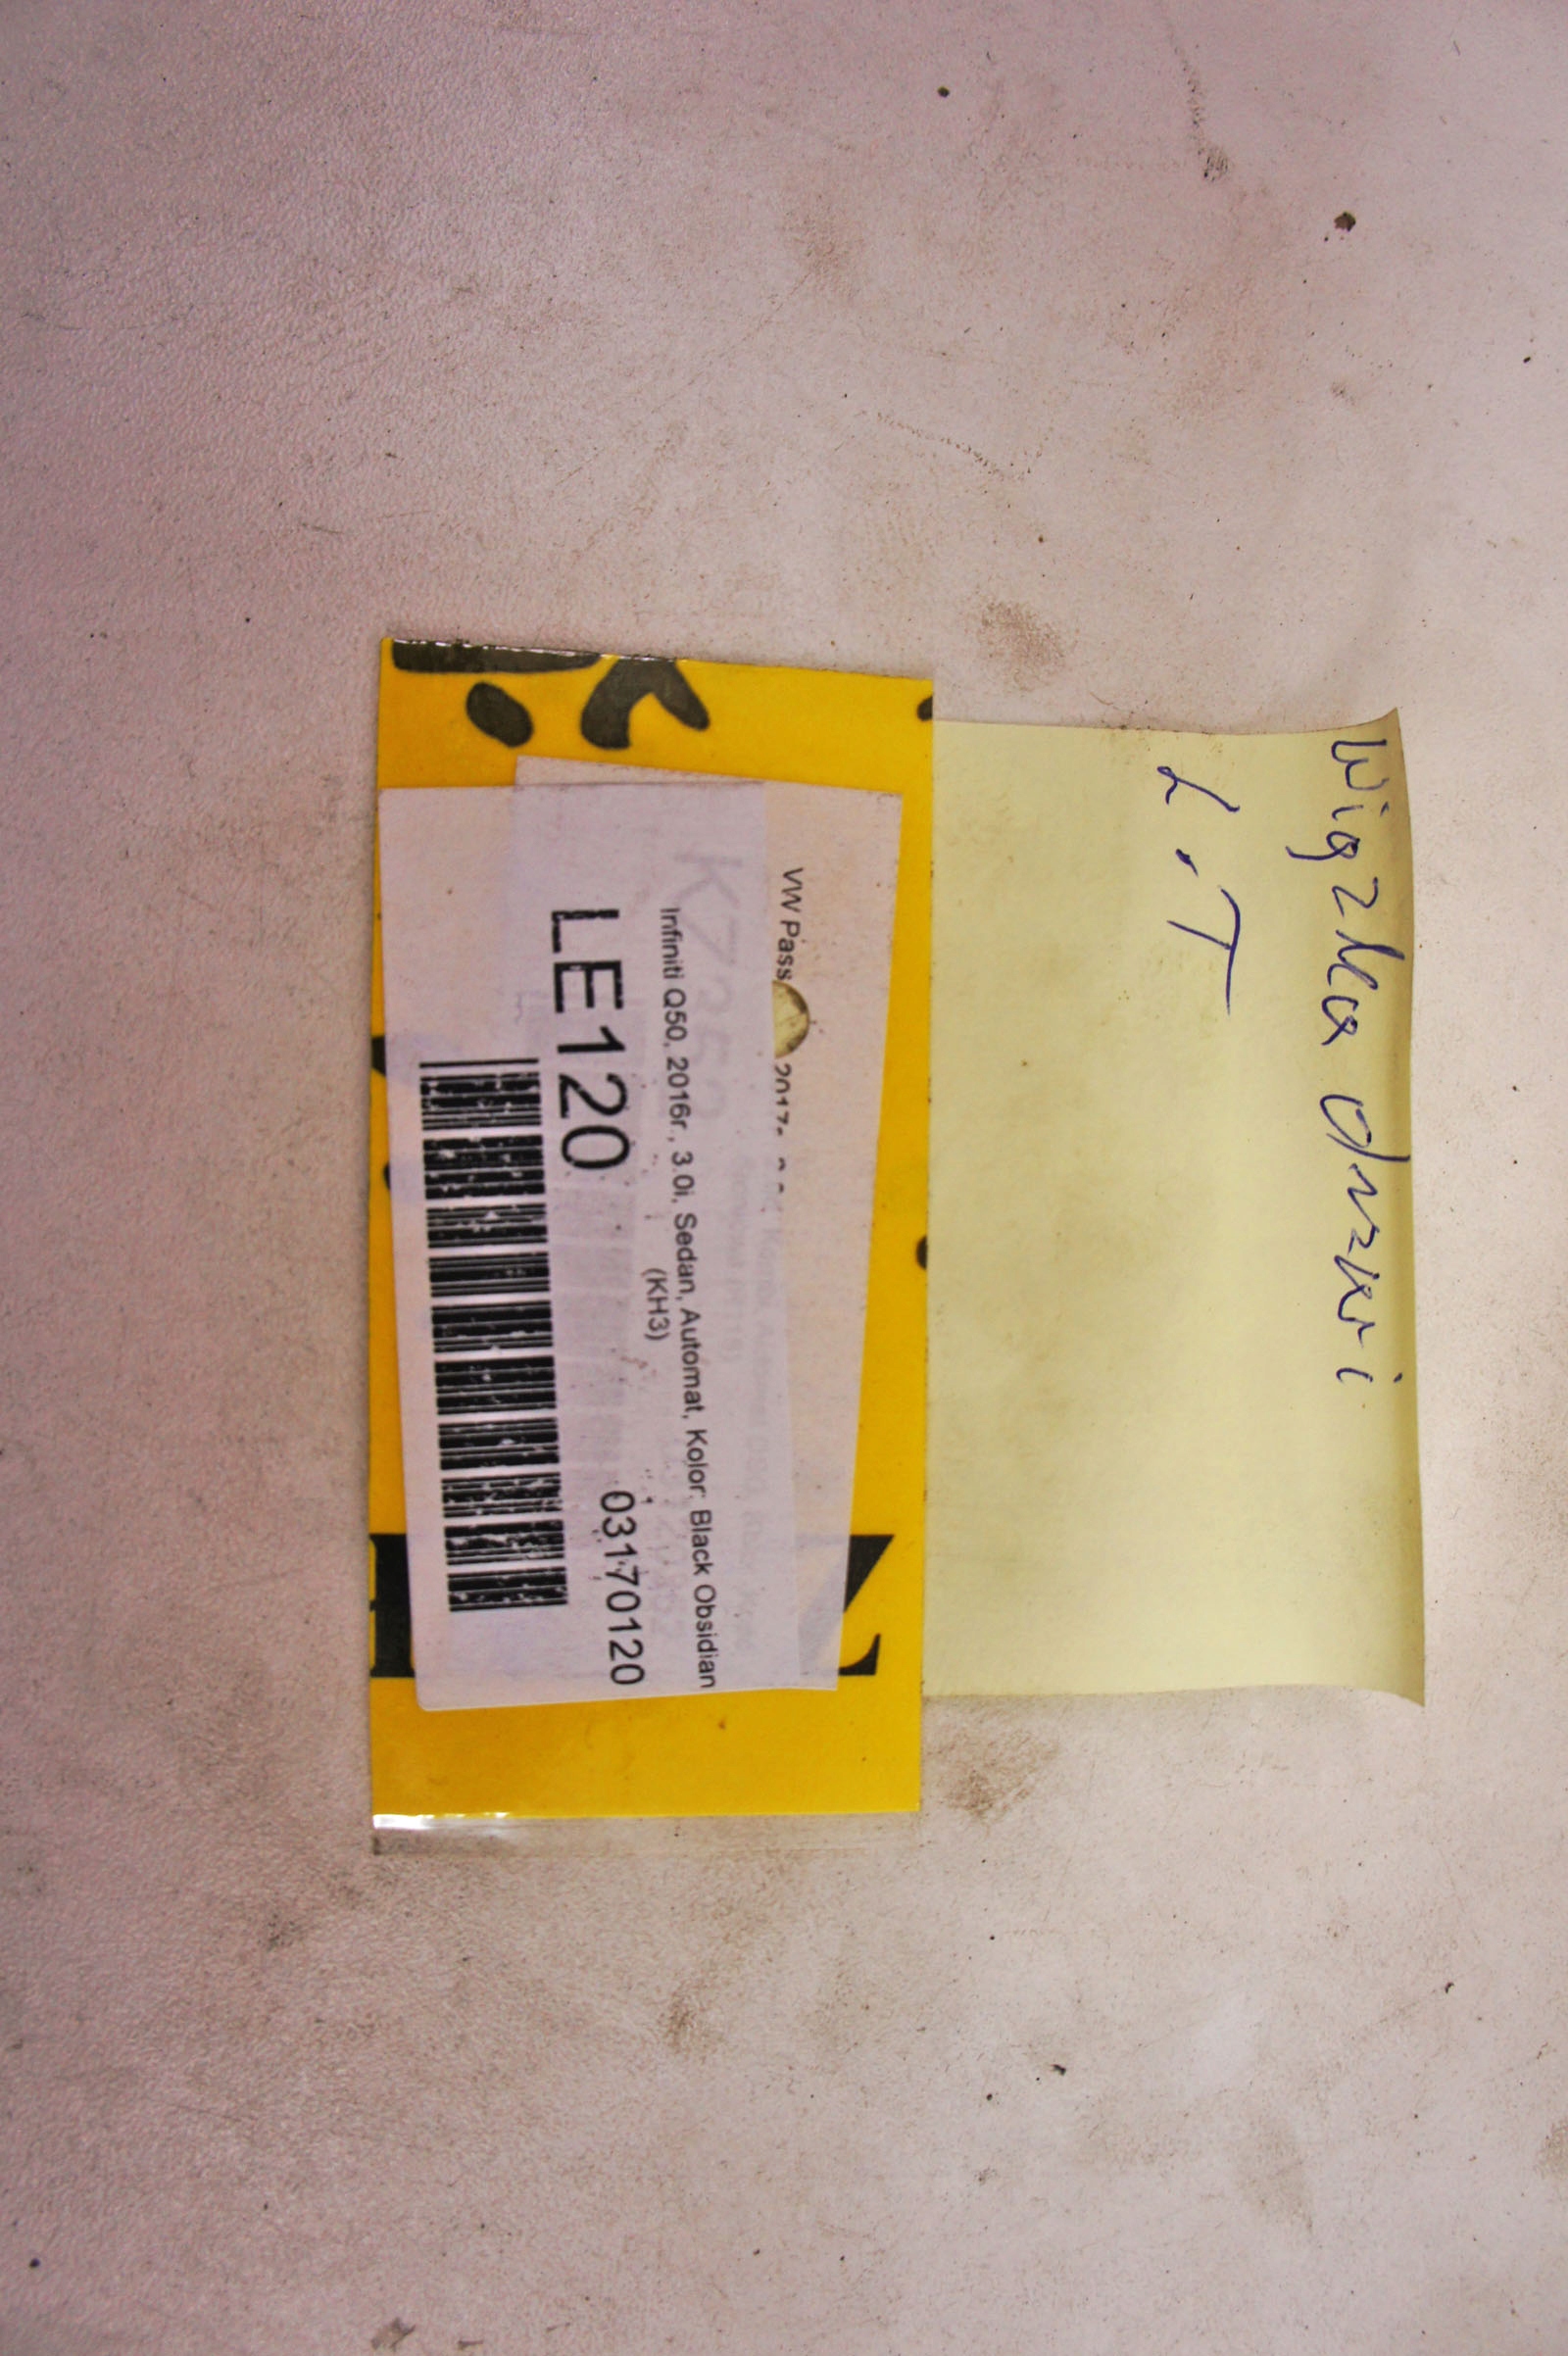 Wiązka drzwi
L.T
VW Pass
Infiniti Q50, 2016r., 3.0i, Sedan, Automat, Kolor: Black Obsidian
(KH3)
LE120
03170120